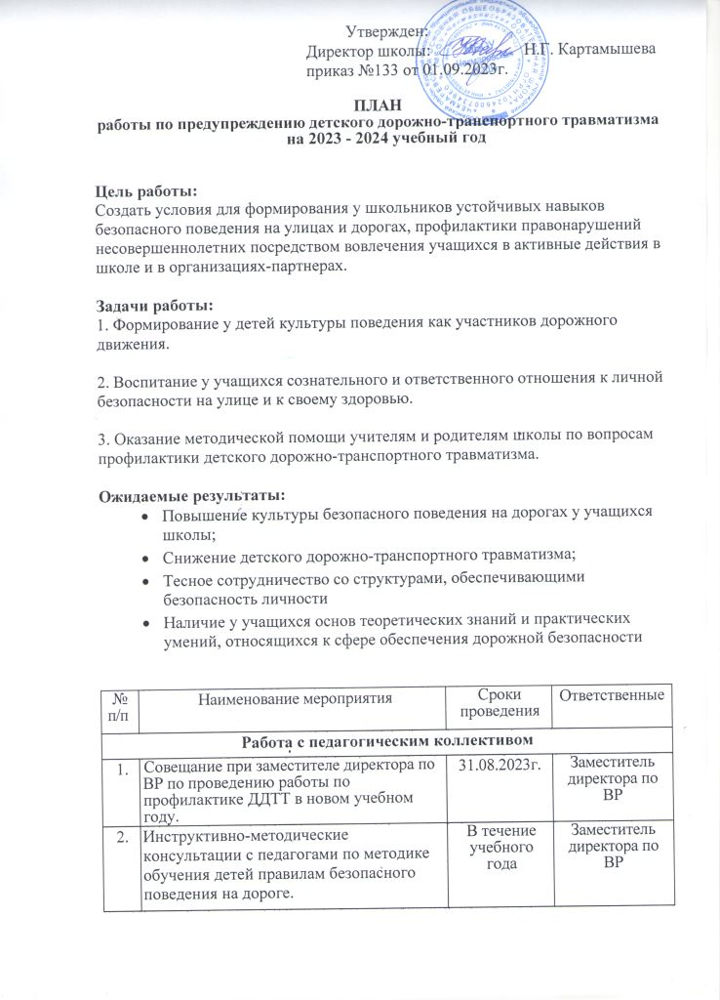 Утвержден:
Директор школы: Н.Г. Картамышева
приказ №133 от 01.09.2023г.
ПЛАН
работы по предупреждению детского дорожно-транспортного травматизма
на 2023 - 2024 учебный год
Цель работы:
Создать условия для формирования у школьников устойчивых навыков
безопасного поведения на улицах и дорогах, профилактики правонарушений
несовершеннолетних посредством вовлечения учащихся в активные действия в
школе и в организациях-партнерах.
Задачи работы:
1. Формирование у детей культуры поведения как участников дорожного
движения.
2. Воспитание у учащихся сознательного и ответственного отношения к личной
безопасности на улице и к своему здоровью.
3. Оказание методической помощи учителям и родителям школы по вопросам
профилактики детского дорожно-транспортного травматизма.
Ожидаемые результаты:
• Повышение культуры безопасного поведения на дорогах у учащихся
школы;
• Снижение детского дорожно-транспортного травматизма;
• Тесное сотрудничество со структурами, обеспечивающими
безопасность личности
• Наличие у учащихся основ теоретических знаний и практических
умений, относящихся к сфере обеспечения дорожной безопасности
№
п/п
Наименование мероприятия
Сроки
проведения
Ответственные
Работа с педагогическим коллективом
1.
Совещание при заместителе директора по
ВР по проведению работы по
профилактике ДДТТ в новом учебном
году.
31.08.2023г.
Заместитель
директора по
ВР
2.
Инструктивно-методические
консультации с педагогами по методике
обучения детей правилам безопасного
поведения на дороге.
В течение
учебного
года
Заместитель
директора по
ВР